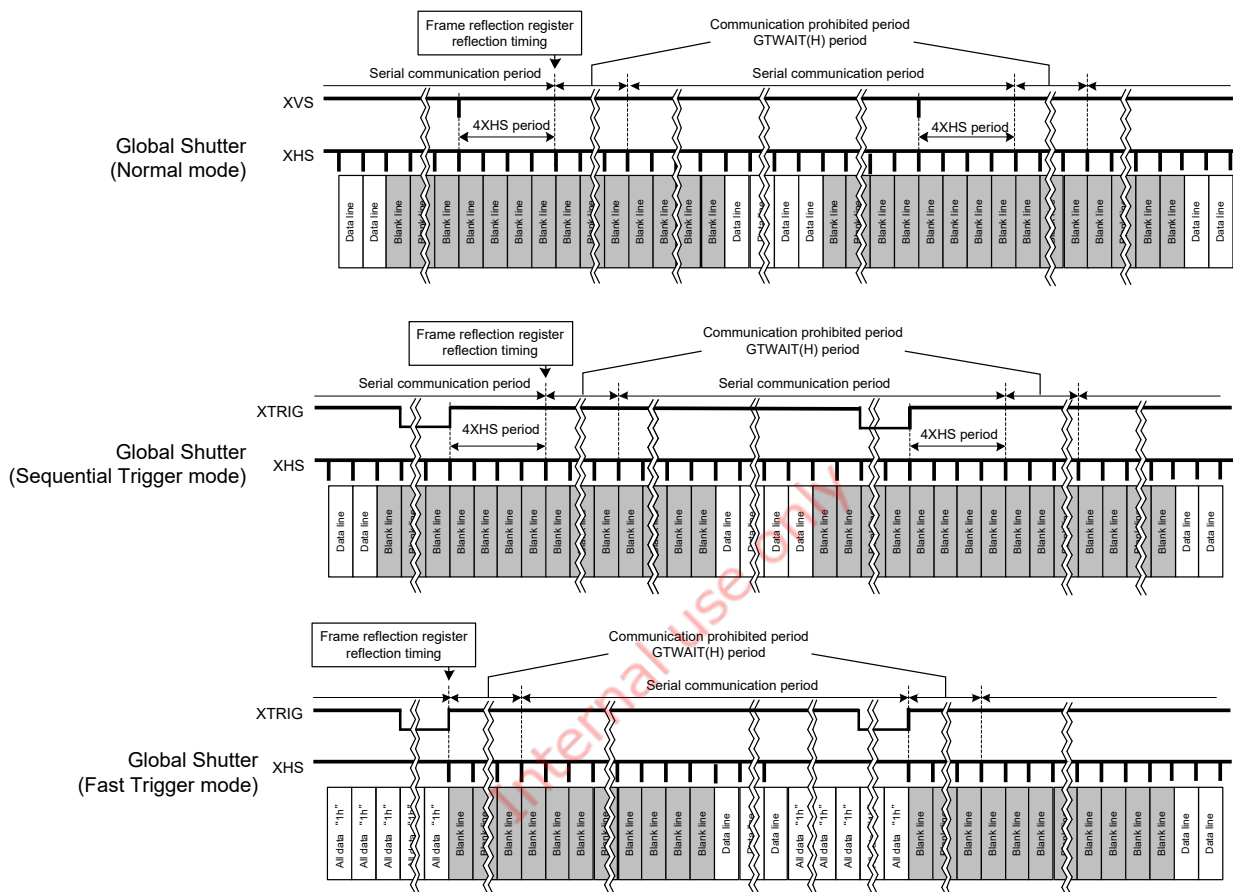 Frame reflection register
reflection timing
Communication prohibited period
GTWAIT(H) period
Serial communication period
Serial communication period
XVS
4XHS period
4XHS period
Global Shutter
(Normal mode)
XHS
Data line
Data line
Blank line
Blank line
Blank line
Blank line
Blank line
Blank line
Blank line
Blank line
Blank line
Blank line
Blank line
Data line
Data line
Data line
Blank line
Blank line
Blank line
Blank line
Blank line
Blank line
Blank line
Blank line
Blank line
Blank line
Blank line
Blank line
Data line
Data line
Frame reflection register
reflection timing
Communication prohibited period
GTWAIT(H) period
Serial communication period
Serial communication period
XTRIG
4XHS period
4XHS period
Global Shutter
(Sequential Trigger mode)
XHS
Data line
Data line
Blank line
Blank line
Blank line
Blank line
Blank line
Blank line
Blank line
Blank line
Blank line
Blank line
Blank line
Data line
Data line
Data line
Blank line
Blank line
Blank line
Blank line
Blank line
Blank line
Blank line
Blank line
Blank line
Blank line
Blank line
Blank line
Data line
Data line
Internal use only
Frame reflection register
reflection timing
Communication prohibited period
GTWAIT(H) period
Serial communication period
XTRIG
Global Shutter
(Fast Trigger mode)
XHS
All data "1h"
All data "1h"
All data "1h"
All data "1h"
Blank line
Blank line
Blank line
Blank line
Blank line
Blank line
Blank line
Blank line
Blank line
Data line
Data line
All data "1h"
All data "1h"
All data "1h"
All data "1h"
Blank line
Blank line
Blank line
Blank line
Blank line
Blank line
Blank line
Blank line
Blank line
Data line
Data line